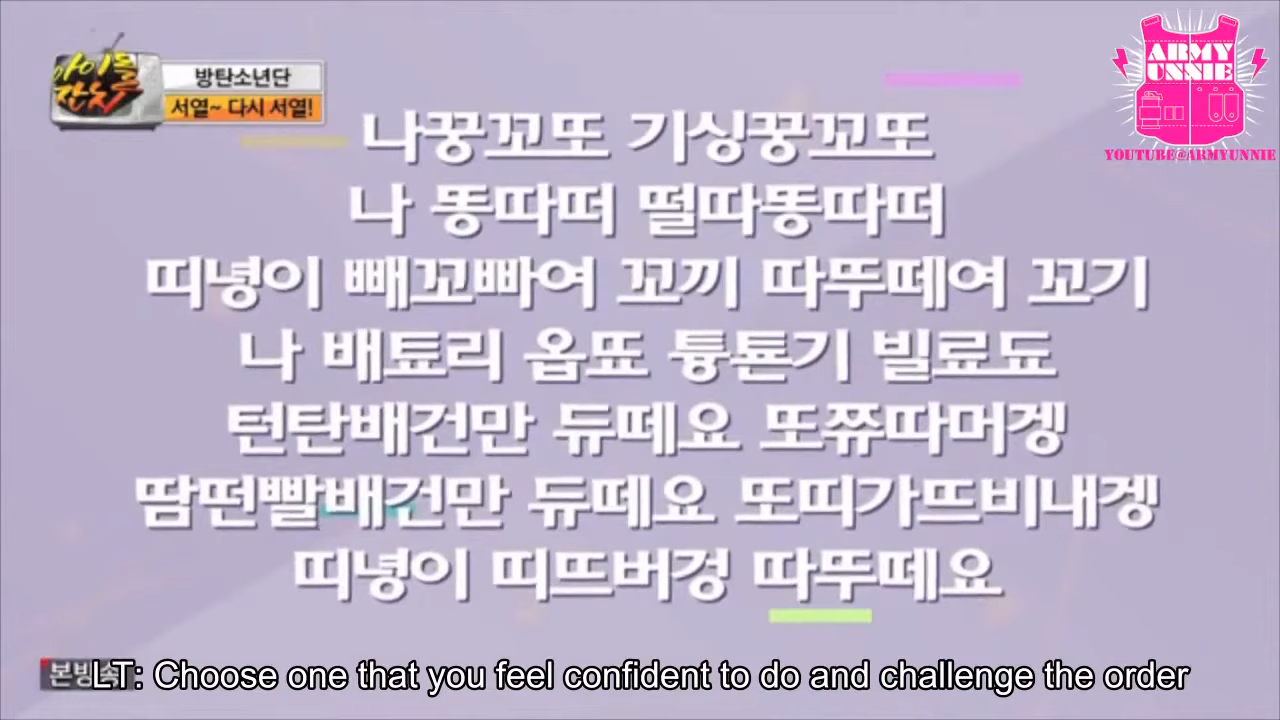 아이돌
잔치
방탄소년단
서열~ 다시 서열!
ARMY
UNNIE
YOUTUBE@ARMYUNNIE
나꿍꼬또 기싱꿍꼬또
나 똥따떠 떨따똥따떠
띠녕이 빼꼬빠여 꼬끼 따뚜떼여 꼬기
나 배툐리 옵뚀 튱툔기 빌료됴
턴탄배건만 듀떼요 또쮸따머겡
땀떤빨배건만 듀떼요 또띠가뜨비내겡
띠녕이 띠뜨버겅 따뚜떼요
본방송
LT: Choose one that you feel confident to do and challenge the order